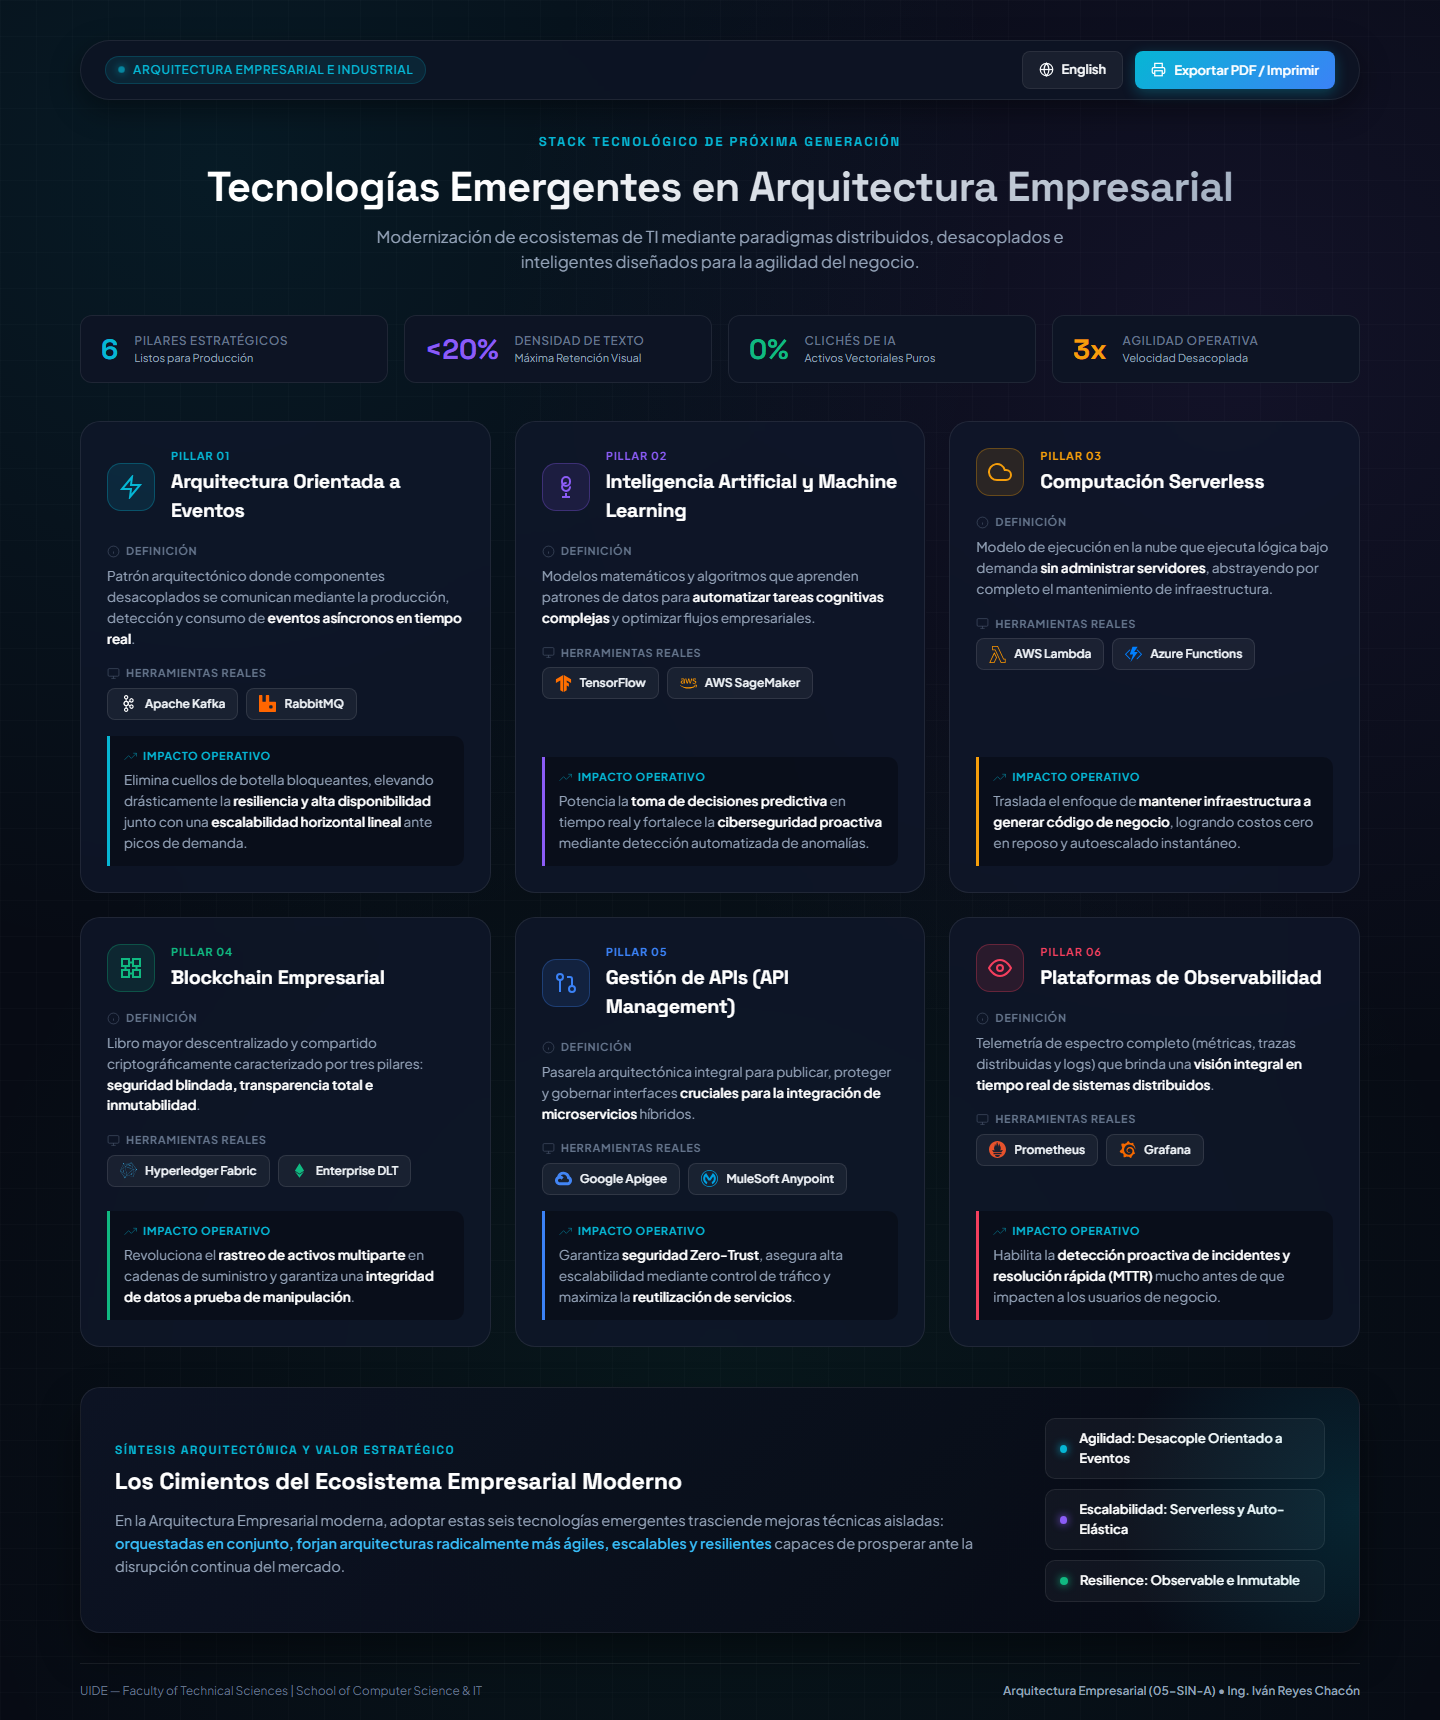 ARQUITECTURA EMPRESARIAL E INDUSTRIAL
English
Exportar PDF / Imprimir
STACK TECNOLÓGICO DE PRÓXIMA GENERACIÓN
Tecnologías Emergentes en Arquitectura Empresarial
Modernización de ecosistemas de TI mediante paradigmas distribuidos, desacoplados e
inteligentes diseñados para la agilidad del negocio.
6
PILARES ESTRATÉGICOS
Listos para Producción
<20%
DENSIDAD DE TEXTO
Máxima Retención Visual
0%
CLICHÉS DE IA
Activos Vectoriales Puros
3x
AGILIDAD OPERATIVA
Velocidad Desacoplada
PILLAR 01
Arquitectura Orientada a
Eventos
DEFINICIÓN
Patrón arquitectónico donde componentes
desacoplados se comunican mediante la producción,
detección y consumo de eventos asíncronos en tiempo
real.
HERRAMIENTAS REALES
Apache Kafka
RabbitMQ
IMPACTO OPERATIVO
Elimina cuellos de botella bloqueantes, elevando
drásticamente la resiliencia y alta disponibilidad
junto con una escalabilidad horizontal lineal ante
picos de demanda.
PILLAR 02
Inteligencia Artificial y Machine
Learning
DEFINICIÓN
Modelos matemáticos y algoritmos que aprenden
patrones de datos para automatizar tareas cognitivas
complejas y optimizar flujos empresariales.
HERRAMIENTAS REALES
TensorFlow
aws
AWS SageMaker
IMPACTO OPERATIVO
Potencia la toma de decisiones predictiva en
tiempo real y fortalece la ciberseguridad proactiva
mediante detección automatizada de anomalías.
PILLAR 03
Computación Serverless
DEFINICIÓN
Modelo de ejecución en la nube que ejecuta lógica bajo
demanda sin administrar servidores, abstrayendo por
completo el mantenimiento de infraestructura.
HERRAMIENTAS REALES
AWS Lambda
Azure Functions
IMPACTO OPERATIVO
Traslada el enfoque de mantener infraestructura a
generar código de negocio, logrando costos cero
en reposo y autoescalado instantáneo.
PILLAR 04
Blockchain Empresarial
DEFINICIÓN
Libro mayor descentralizado y compartido
criptográficamente caracterizado por tres pilares:
seguridad blindada, transparencia total e
inmutabilidad.
HERRAMIENTAS REALES
Hyperledger Fabric
Enterprise DLT
IMPACTO OPERATIVO
Revoluciona el rastreo de activos multiparte en
cadenas de suministro y garantiza una integridad
de datos a prueba de manipulación.
PILLAR 05
Gestión de APIs (API
Management)
DEFINICIÓN
Pasarela arquitectónica integral para publicar, proteger
y gobernar interfaces cruciales para la integración de
microservicios híbridos.
HERRAMIENTAS REALES
Google Apigee
MuleSoft Anypoint
IMPACTO OPERATIVO
Garantiza seguridad Zero-Trust, asegura alta
escalabilidad mediante control de tráfico y
maximiza la reutilización de servicios.
PILLAR 06
Plataformas de Observabilidad
DEFINICIÓN
Telemetría de espectro completo (métricas, trazas
distribuidas y logs) que brinda una visión integral en
tiempo real de sistemas distribuidos.
HERRAMIENTAS REALES
Prometheus
Grafana
IMPACTO OPERATIVO
Habilita la detección proactiva de incidentes y
resolución rápida (MTTR) mucho antes de que
impacten a los usuarios de negocio.
SÍNTESIS ARQUITECTÓNICA Y VALOR ESTRATÉGICO
Los Cimientos del Ecosistema Empresarial Moderno
En la Arquitectura Empresarial moderna, adoptar estas seis tecnologías emergentes trasciende mejoras técnicas aisladas:
orquestadas en conjunto, forjan arquitecturas radicalmente más ágiles, escalables y resilientes capaces de prosperar ante la
disrupción continua del mercado.
Agilidad: Desacople Orientado a
Eventos
Escalabilidad: Serverless y Auto-
Elástica
Resilience: Observable e Inmutable
UIDE — Faculty of Technical Sciences | School of Computer Science & IT
Arquitectura Empresarial (05-SIN-A) • Ing. Iván Reyes Chacón